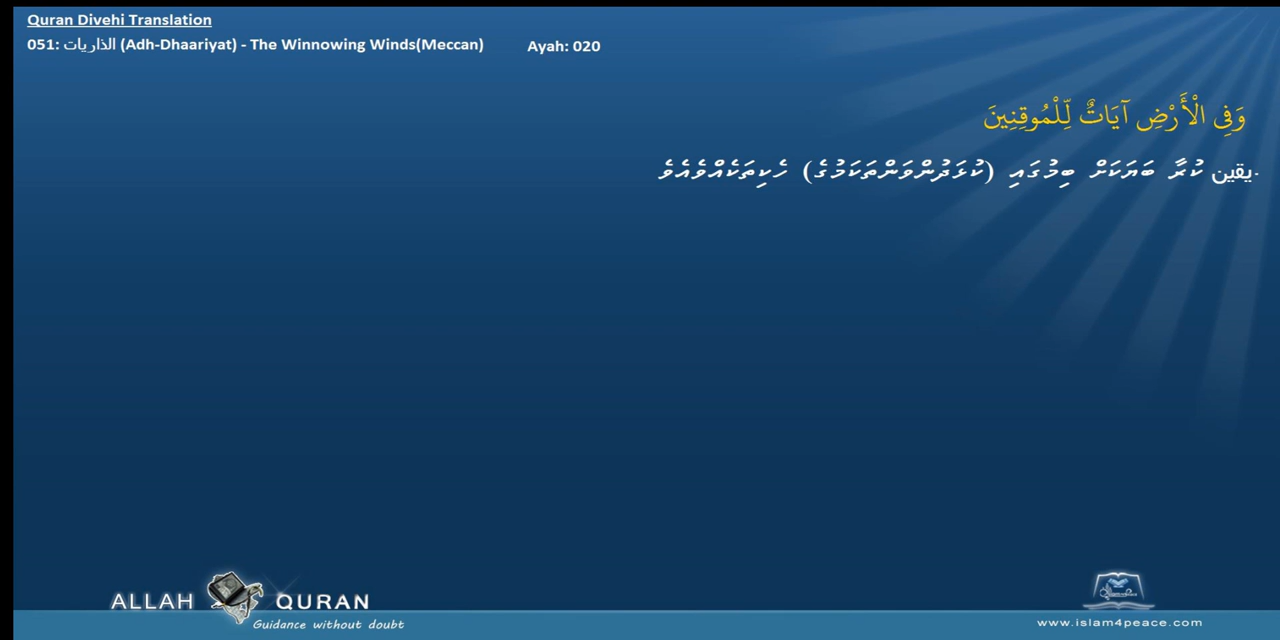 Quran Divehi Translation
051: الذاريات (Adh-Dhaariyat) - The Winnowing Winds(Meccan) Ayah: 020
وَفِي الْأَرْضِ آيَاتٌ لِّلْمُوقِنِينَ
يقين ކުރާ ބަޔަކަށް ބިމުގައި (ކުޅަދުންވަންތަކަމުގެ) ހެކިތަކެއްވެއެވެ.
ALLAH QURAN
Guidance without doubt
www.islam4peace.com